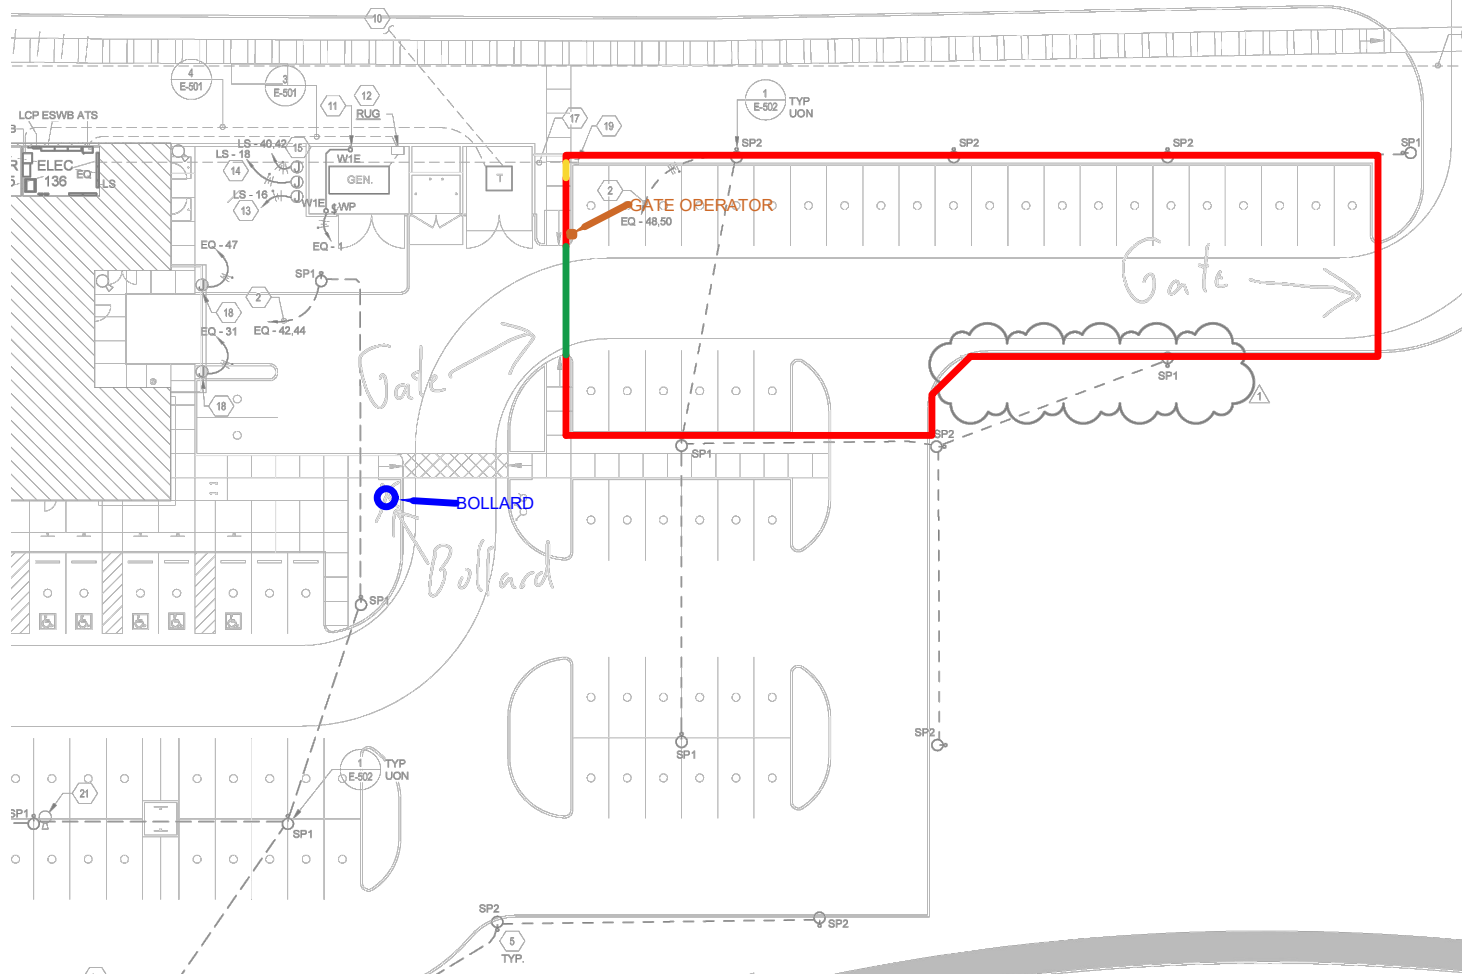 10
4
E-501
3
E-501
12
11
RUG
1
E-502
TYP
UON
17
19
LCP ESWB ATS
ELEC
136
EQ
LS
LS - 40,42
15
LS - 18
14
LS - 16
13
W1E
GEN.
T
W1E
WP
EQ - 1
SP2
SP2
SP2
SP1
2
GATE OPERATOR
EQ - 48,50
EQ - 47
SP1
2
18
EQ - 42,44
EQ - 31
18
Gate
Gate
SP1
1
SP2
SP1
BOLLARD
Bollard
SP1
SP1
SP2
1
E-502
TYP
UON
21
SP1
SP1
SP2
SP2
5
TYP.